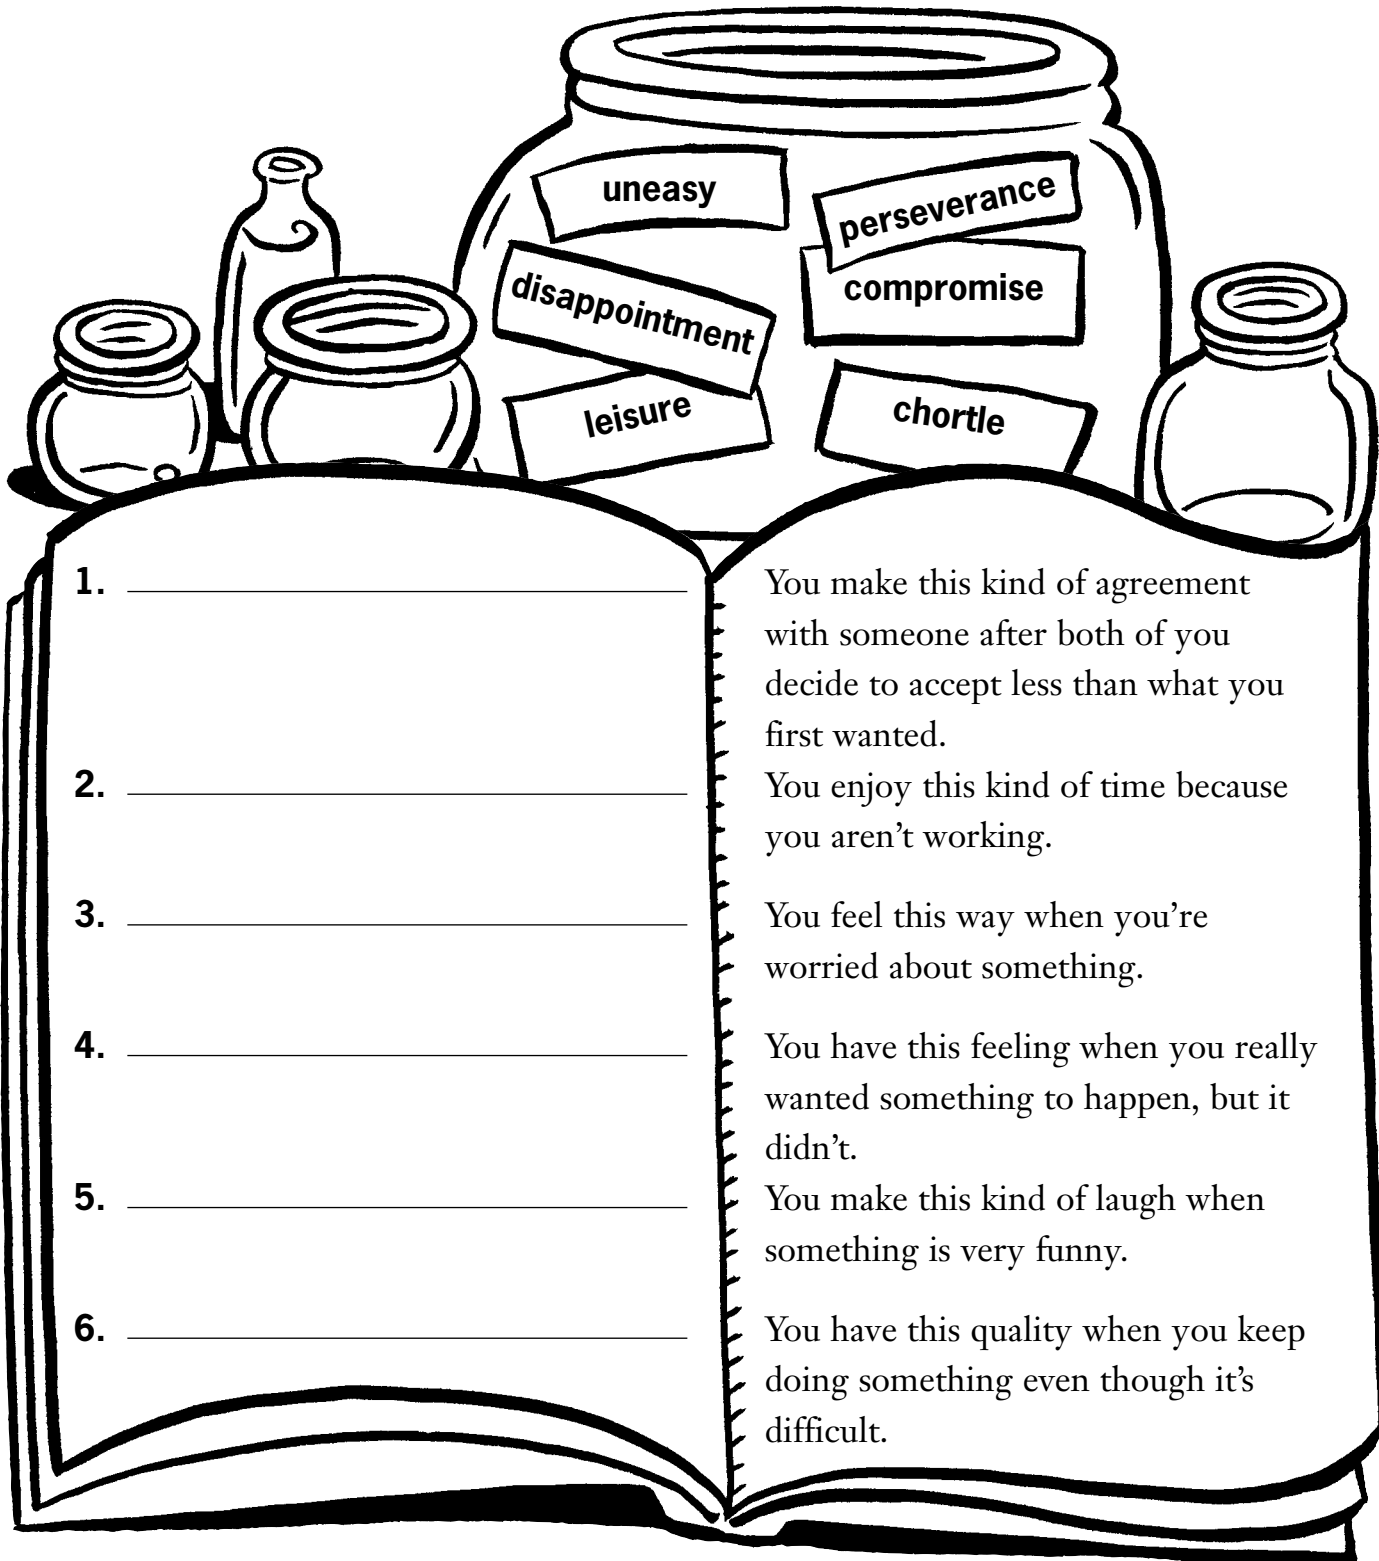 uneasy
perseverance
disappointment
compromise
leisure
chortle
1. You make this kind of agreement
with someone after both of you
decide to accept less than what you
first wanted.
2. You enjoy this kind of time because
you aren’t working.
3. You feel this way when you’re
worried about something.
4. You have this feeling when you really
wanted something to happen, but it
didn’t.
5. You make this kind of laugh when
something is very funny.
6. You have this quality when you keep
doing something even though it’s
difficult.